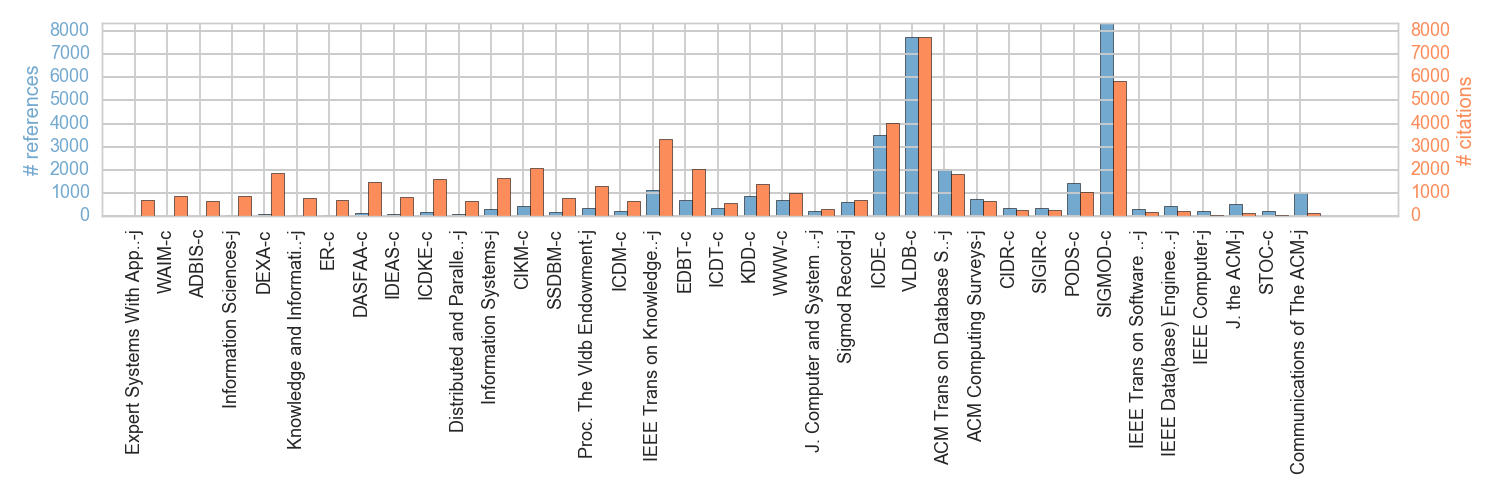 8000
7000
6000
5000
4000
3000
2000
1000
0
# references
8000
7000
6000
5000
4000
3000
2000
1000
0
# citations
Expert Systems With App..-j
WAIM-c
ADBIS-c
Information Sciences-j
DEXA-c
Knowledge and Informati..-j
ER-c
DASFAA-c
IDEAS-c
ICDKE-c
Distributed and Paralle..-j
Information Systems-j
CIKM-c
SSDBM-c
Proc. The Vldb Endowment-j
ICDM-c
IEEE Trans on Knowledge..-j
EDBT-c
ICDT-c
KDD-c
WWW-c
J. Computer and System ..-j
Sigmod Record-j
ICDE-c
VLDB-c
ACM Trans on Database S..-j
ACM Computing Surveys-j
CIDR-c
SIGIR-c
PODS-c
SIGMOD-c
IEEE Trans on Software ..-j
IEEE Data(base) Enginee..-j
IEEE Computer-j
J. the ACM-j
STOC-c
Communications of The ACM-j